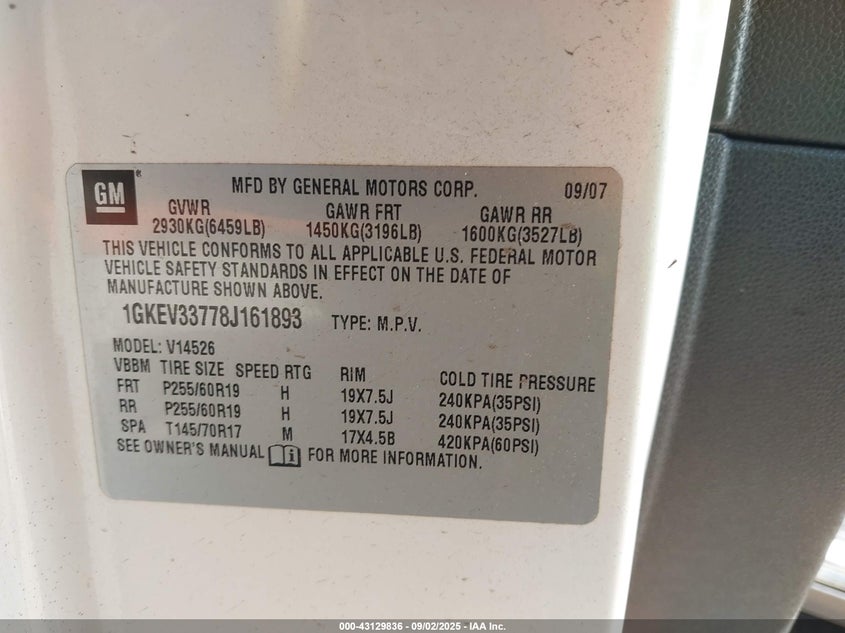 GM
MFD BY GENERAL MOTORS CORP. 09/07
GVWR GAWR FRT GAWR RR
2930KG(6459LB) 1450KG(3196LB) 1600KG(3527LB)
THIS VEHICLE CONFORMS TO ALL APPLICABLE U.S. FEDERAL MOTOR
VEHICLE SAFETY STANDARDS IN EFFECT ON THE DATE OF
MANUFACTURE SHOWN ABOVE.
1GKEV33778J161893 TYPE: M.P.V.
MODEL: V14526
VBBM TIRE SIZE SPEED RTG RIM COLD TIRE PRESSURE
FRT P255/60R19 H 19X7.5J 240KPA(35PSI)
RR P255/60R19 H 19X7.5J 240KPA(35PSI)
SPA T145/70R17 M 17X4.5B 420KPA(60PSI)
SEE OWNER'S MANUAL FOR MORE INFORMATION.
000-43129836 - 09/02/2025 - IAA Inc.